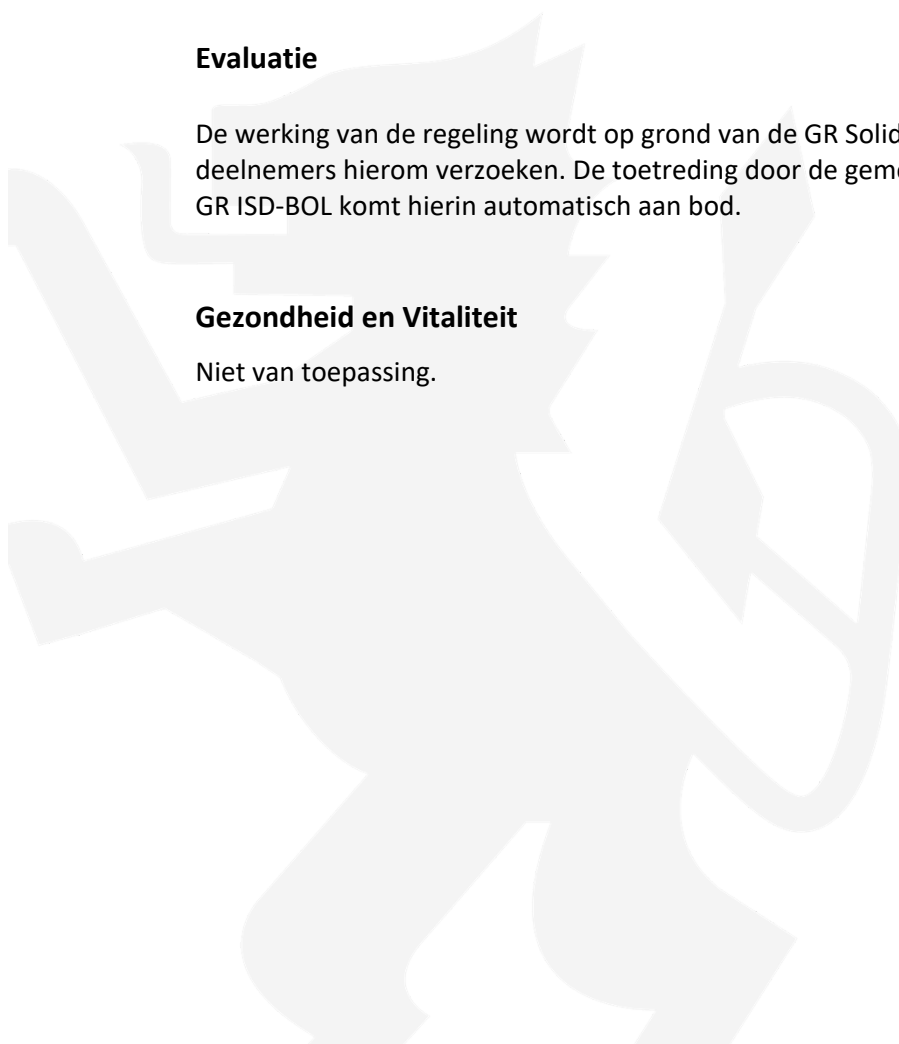 Evaluatie
De werking van de regeling wordt op grond van de GR Solid
deelnemers hierom verzoeken. De toetreding door de geme
GR ISD-BOL komt hierin automatisch aan bod.
Gezondheid en Vitaliteit
Niet van toepassing.